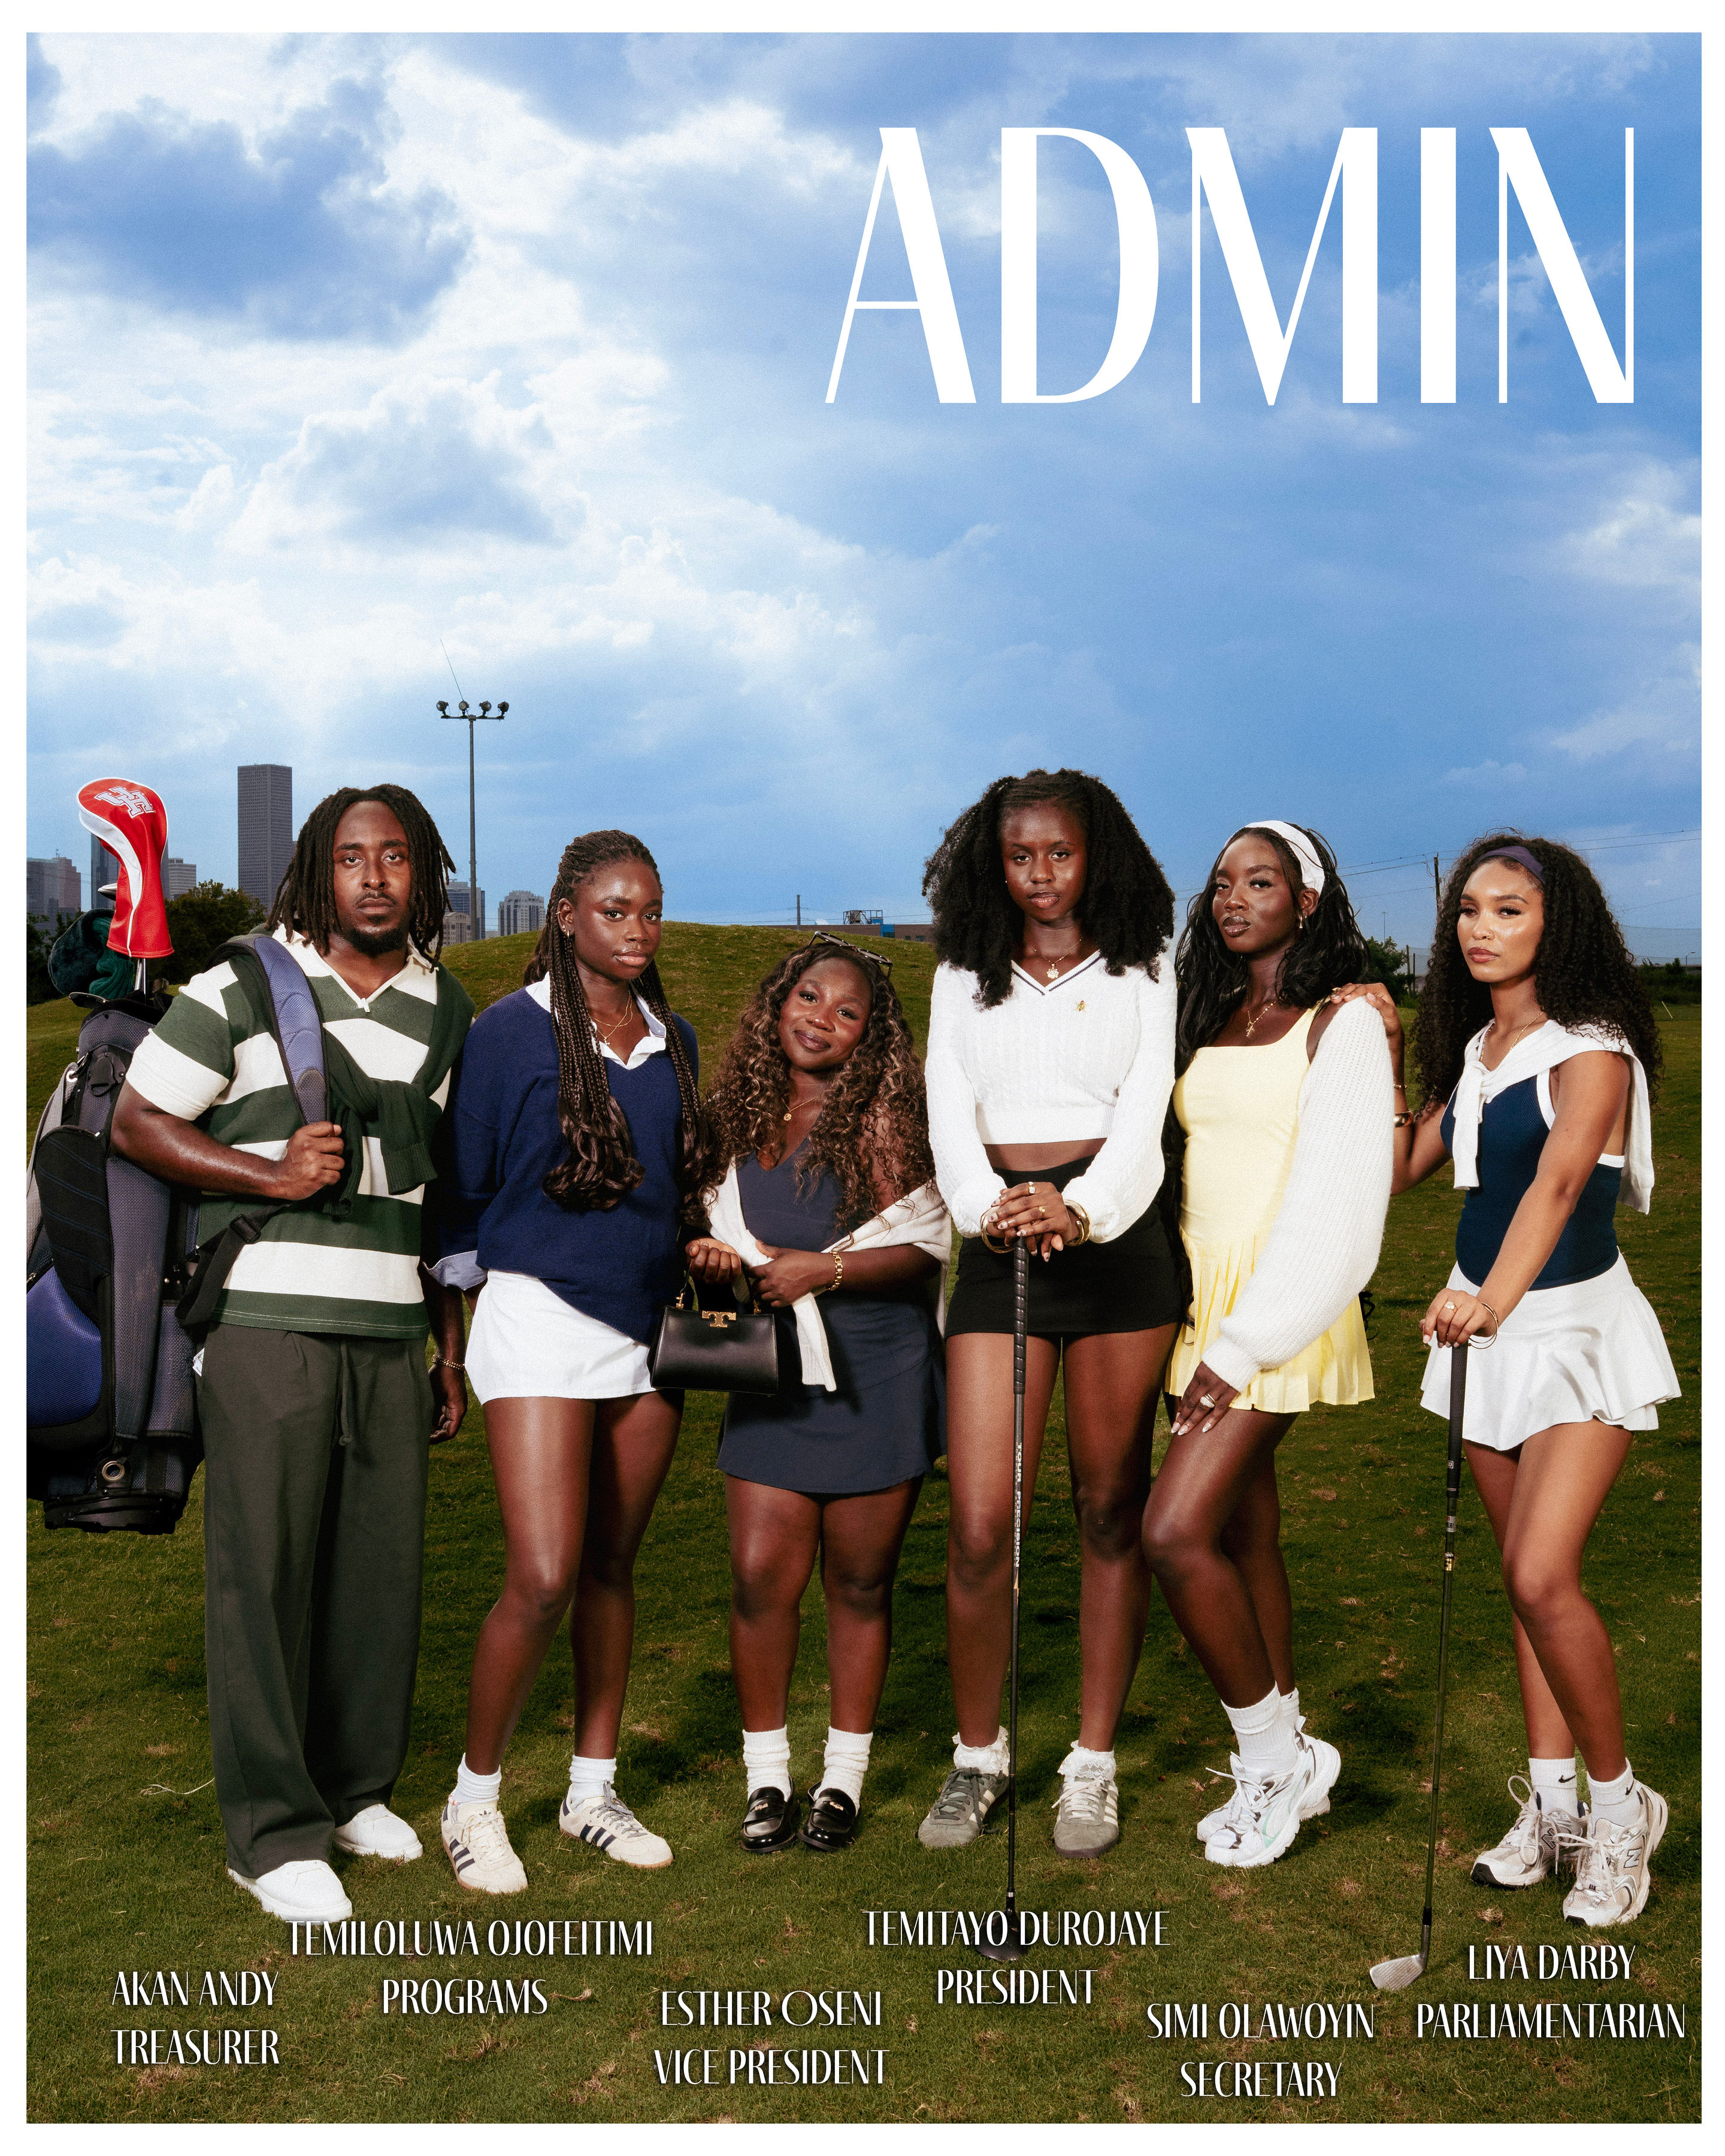 ADMIN
UH
TEMILOLUWA OJOFEITIMI
PROGRAMS
AKAN ANDY
TREASURER
ESTHER OSENI
VICE PRESIDENT
TEMITAYO DUROJAYE
PRESIDENT
SIMI OLAWOYIN
SECRETARY
LIYA DARBY
PARLIAMENTARIAN